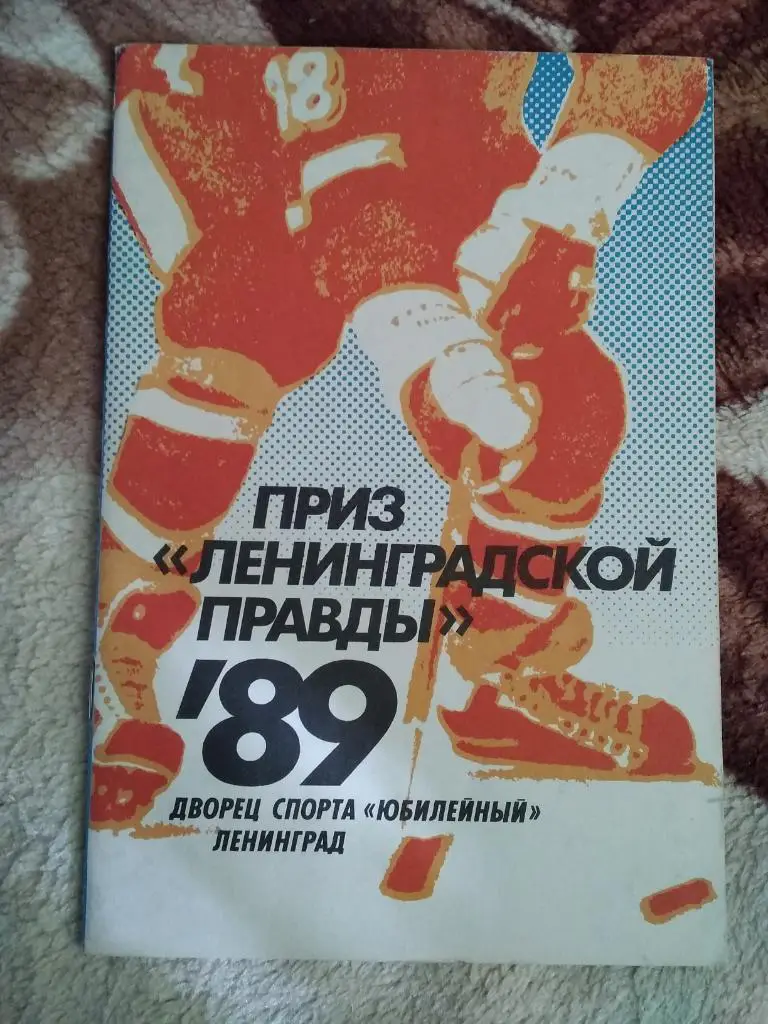 18
ПРИЗ
«ЛЕНИНГРАДСКОЙ
ПРАВДЫ»
'89
ДВОРЕЦ СПОРТА «ЮБИЛЕЙНЫЙ»
ЛЕНИНГРАД